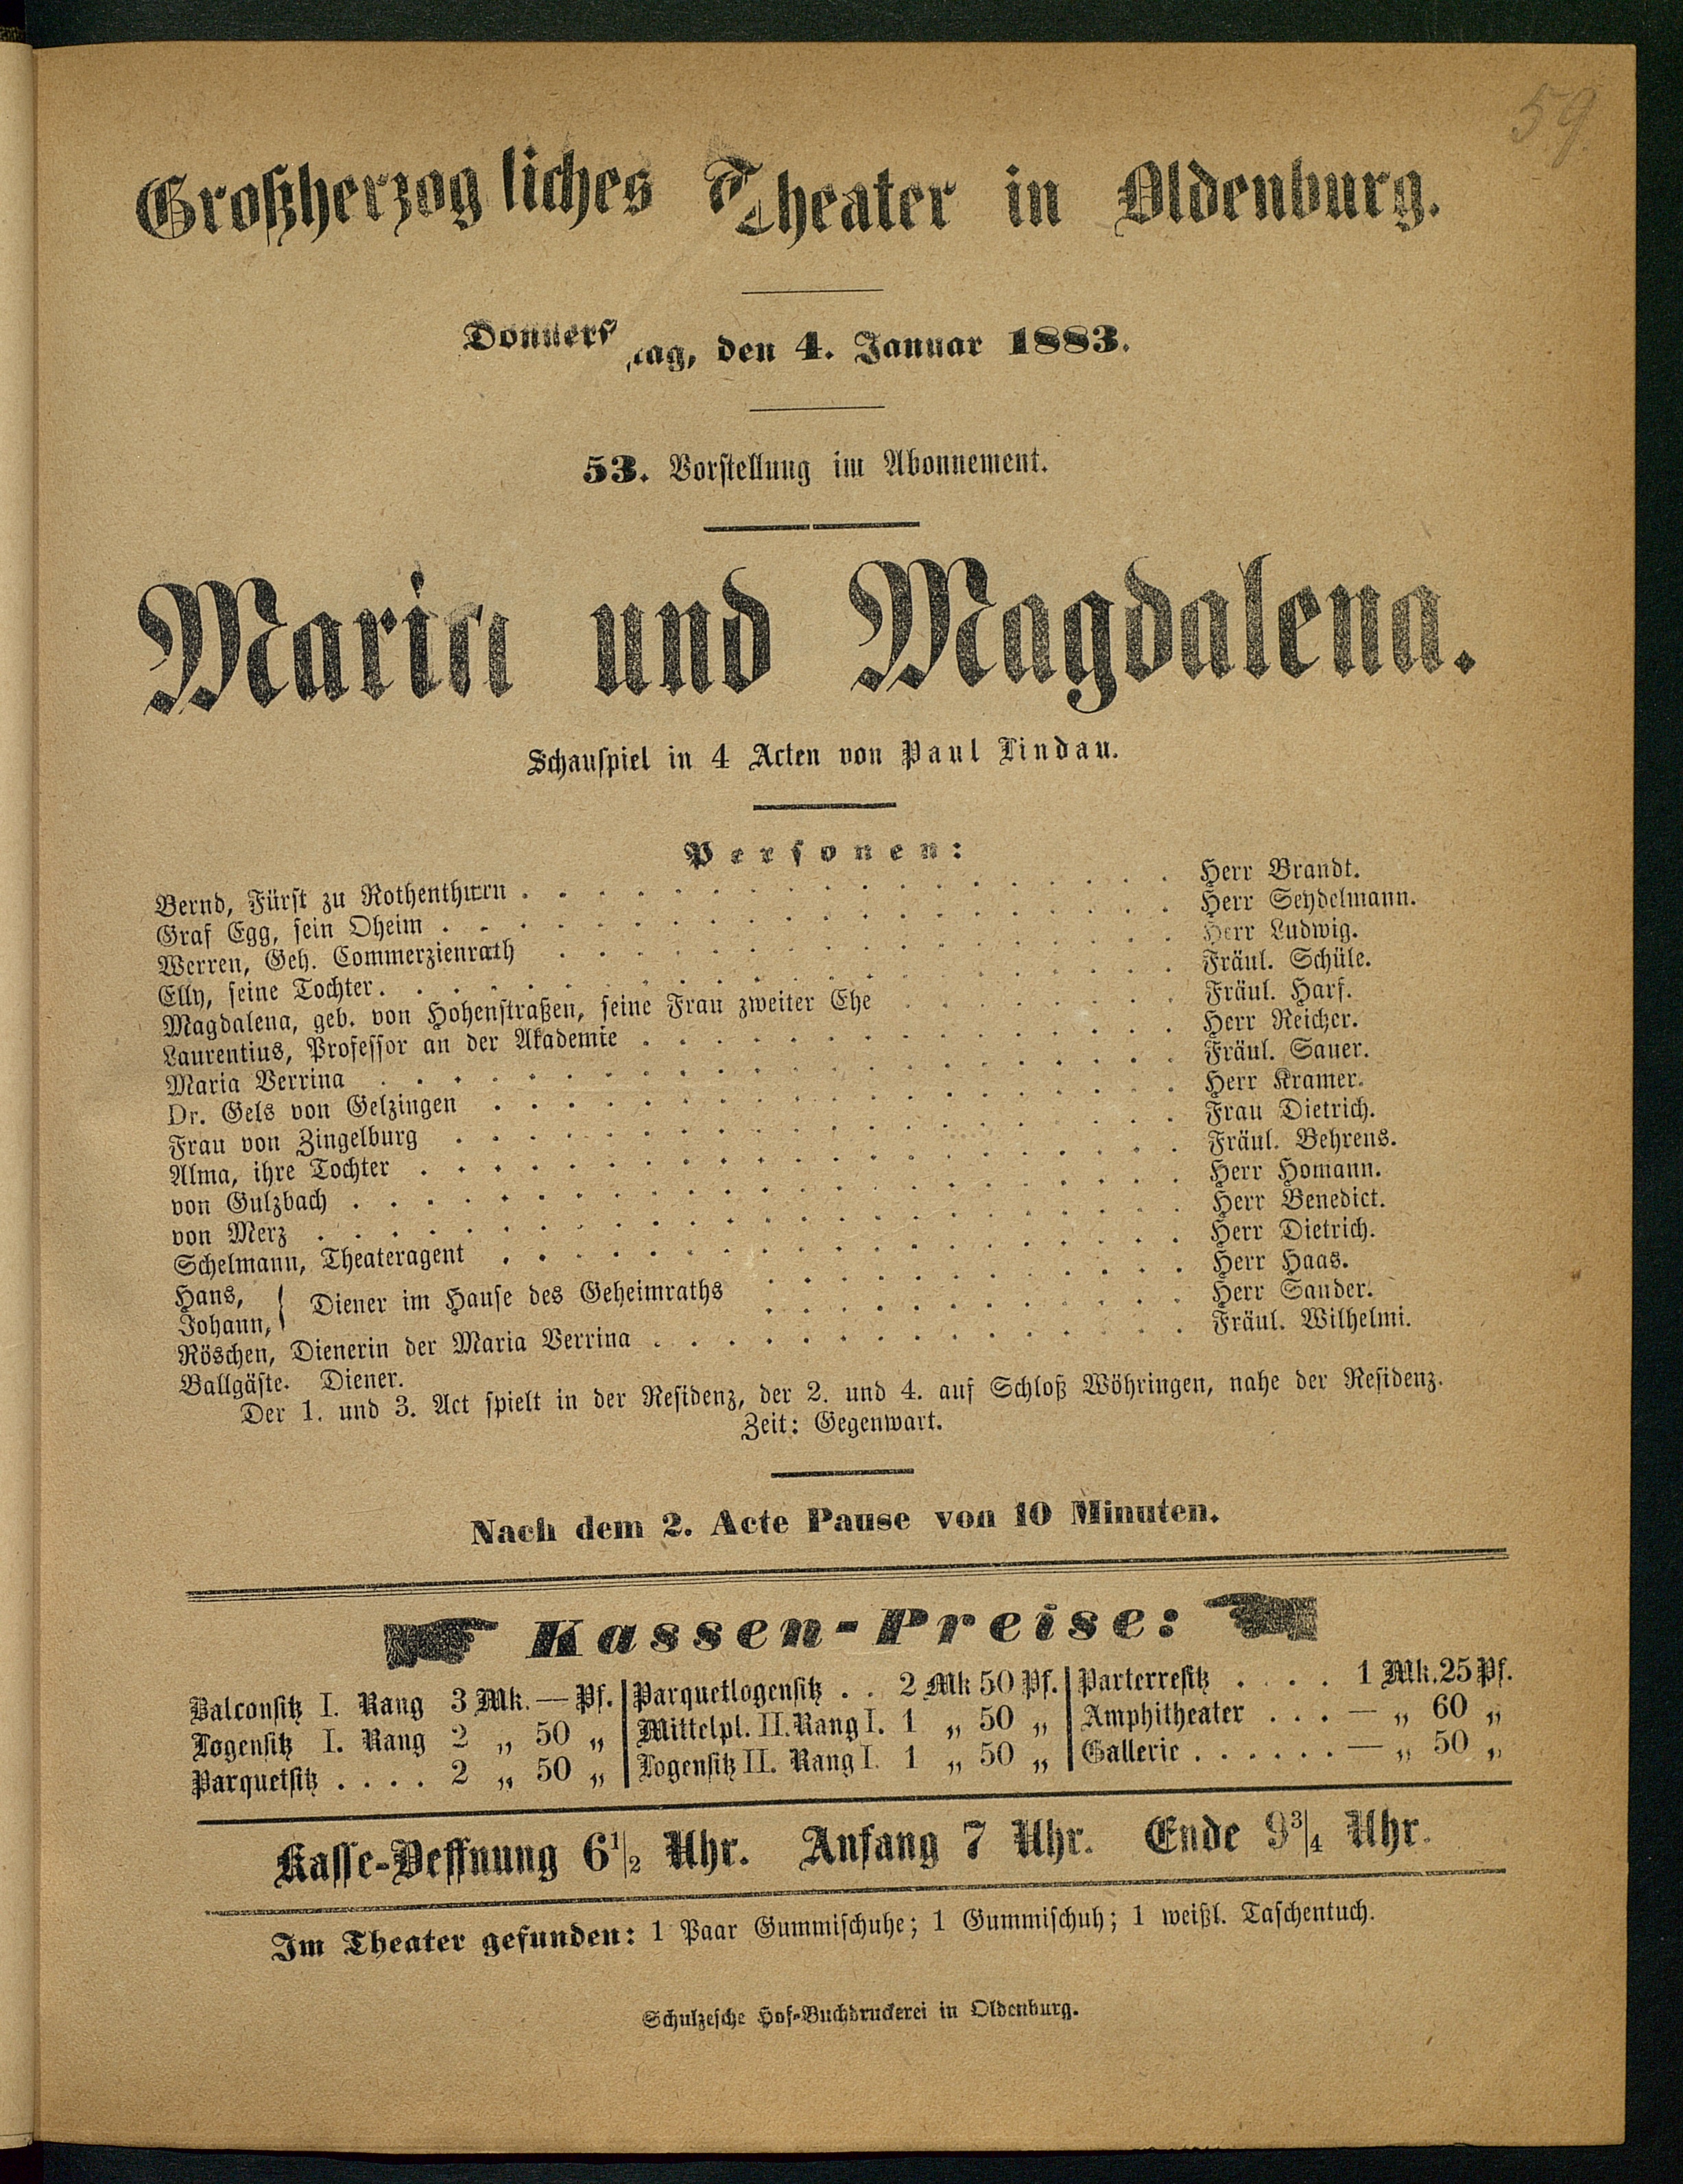 59.
Großherzogliches Theater in Oldenburg.
Donnerstag, den 4. Januar 1883.
53. Vorstellung im Abonnement.
Maria und Magdalena.
Schauspiel in 4 Acten von Paul Lindau.
Personen:
Bernd, Fürst zu Rothenthurn . . . . Herr Brandt.
Graf Egg, sein Oheim . . . . Herr Seydelmann.
Werren, Geh. Commerzienrath . . . . Herr Ludwig.
Elly, seine Tochter . . . . Fräul. Schüle.
Magdalena, geb. von Hohenstraßen, seine Frau zweiter Ehe . . . . Fräul. Harf.
Laurentius, Professor an der Akademie . . . . Herr Reicher.
Maria Verrina . . . . Fräul. Sauer.
Dr. Gels von Gelzingen . . . . Herr Kramer.
Frau von Zingelburg . . . . Frau Dietrich.
Alma, ihre Tochter . . . . Fräul. Behrens.
von Gulzbach . . . . Herr Homann.
von Merz . . . . Herr Benedict.
Schelmann, Theateragent . . . . Herr Dietrich.
Hans, } Diener im Hause des Geheimraths . . . . Herr Haas.
Johann, } . . . . Herr Sander.
Röschen, Dienerin der Maria Verrina . . . . Fräul. Wilhelmi.
Ballgäste. Diener.
Der 1. und 3. Act spielt in der Residenz, der 2. und 4. auf Schloß Wöhringen, nahe der Residenz.
Zeit: Gegenwart.
Nach dem 2. Acte Pause von 10 Minuten.
Kassen-Preise:
Balconsitz I. Rang 3 Mk. — Pf. | Parquetlogensitz . . 2 Mk 50 Pf. | Parterresitz . . . . 1 Mk. 25 Pf.
Logensitz I. Rang 2 „ 50 „ | Mittelpl. II. Rang I. 1 „ 50 „ | Amphitheater . . . — „ 60 „
Parquetsitz . . . . 2 „ 50 „ | Logensitz II. Rang I. 1 „ 50 „ | Gallerie . . . . . . — „ 50 „
Kasse-Oeffnung 6½ Uhr. Anfang 7 Uhr. Ende 9¾ Uhr.
Im Theater gefunden: 1 Paar Gummischuhe; 1 Gummischuh; 1 weißl. Taschentuch.
Schulzesche Hof-Buchdruckerei in Oldenburg.